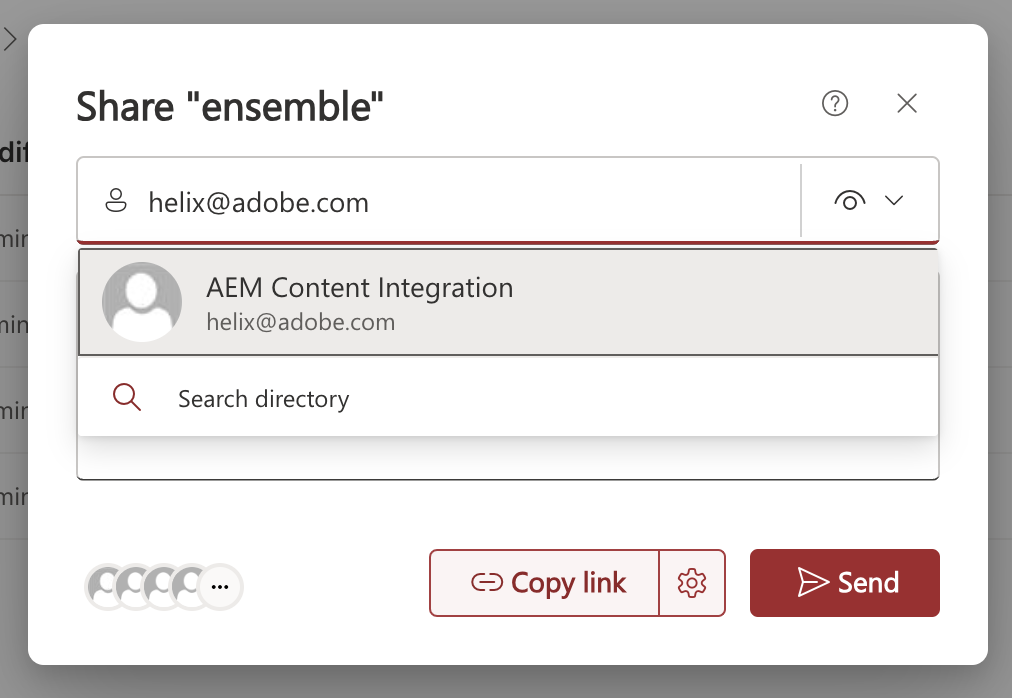 Share "ensemble"
helix@adobe.com
AEM Content Integration
helix@adobe.com
Search directory
Copy link
Send